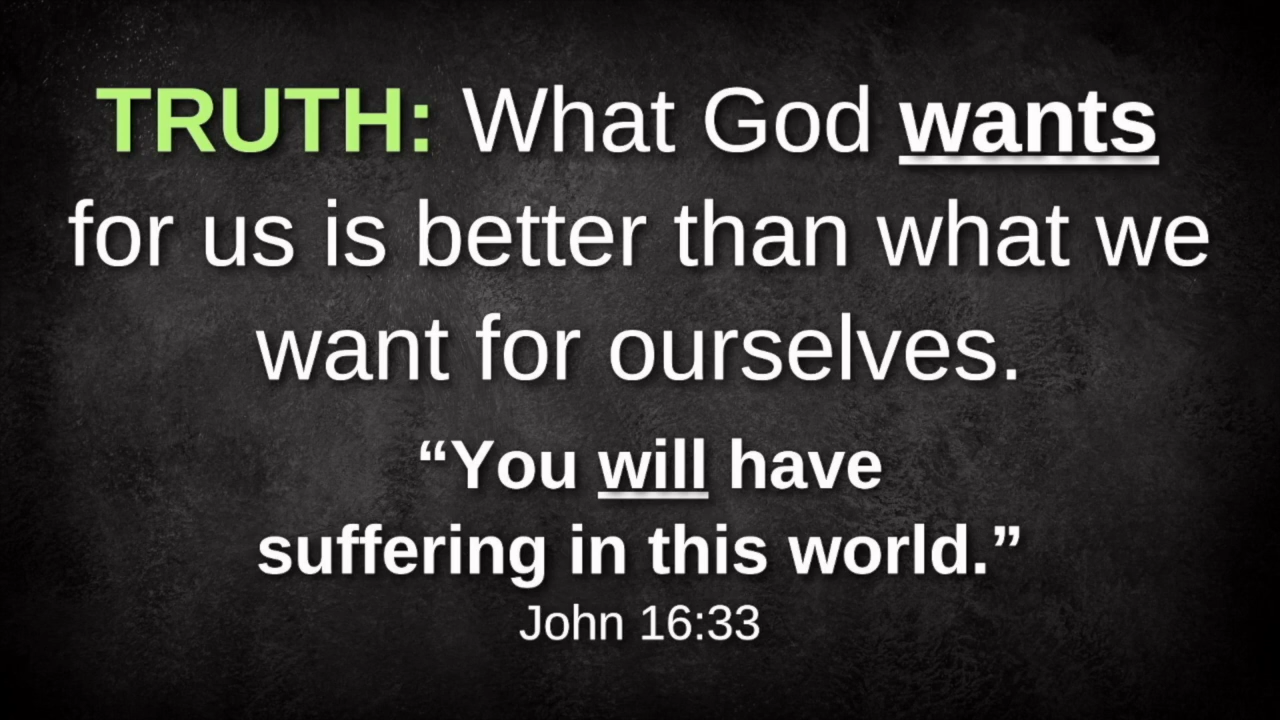 TRUTH: What God wants
for us is better than what we
want for ourselves.
“You will have
suffering in this world.”
John 16:33